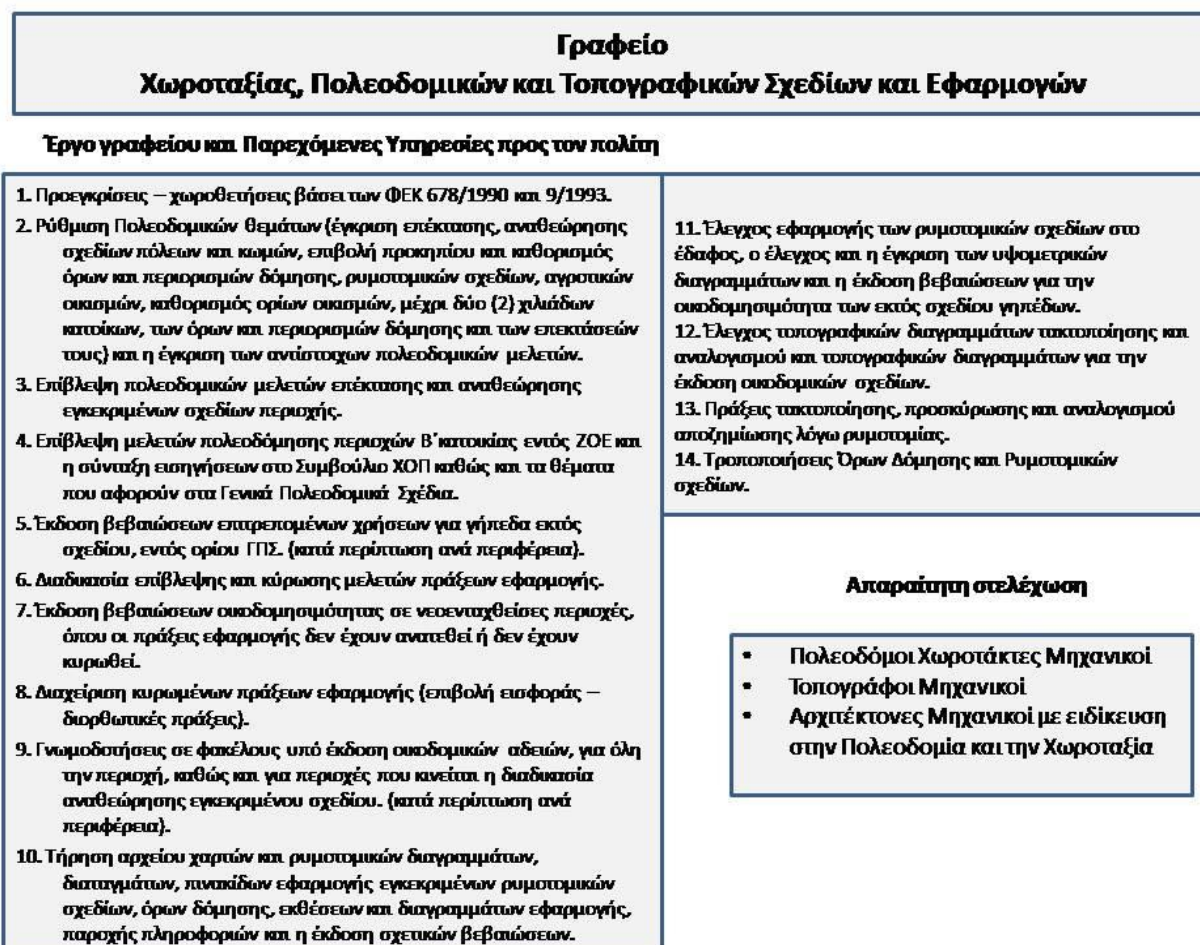 Γραφείο
Χωροταξίας, Πολεοδομικών και Τοπογραφικών Σχεδίων και Εφαρμογών
Έργο γραφείου και Παρεχόμενες Υπηρεσίες προς τον πολίτη
1. Προεγκρίσεις – χωροθετήσεις βάσει των ΦΕΚ 678/1990 και 9/1993.
2. Ρύθμιση Πολεοδομικών θεμάτων (έγκριση επέκτασης, αναθεώρησης
σχεδίων πόλεων και κωμών, επιβολή προκηπίου και καθορισμός
όρων και περιορισμών δόμησης, ρυμοτομικών σχεδίων, αγροτικών
οικισμών, καθορισμός ορίων οικισμών, μέχρι δύο (2) χιλιάδων
κατοίκων, των όρων και περιορισμών δόμησης και των επεκτάσεών
τους) και η έγκριση των αντίστοιχων πολεοδομικών μελετών.
3. Επίβλεψη πολεοδομικών μελετών επέκτασης και αναθεώρησης
εγκεκριμένων σχεδίων περιοχής.
4. Επίβλεψη μελετών πολεοδόμησης περιοχών Β΄κατοικίας εντός ΖΟΕ και
η σύνταξη εισηγήσεων στο Συμβούλιο ΧΟΠ καθώς και τα θέματα
που αφορούν στα Γενικά Πολεοδομικά Σχέδια.
5. Έκδοση βεβαιώσεων επιτρεπομένων χρήσεων για γήπεδα εκτός
σχεδίου, εντός ορίου ΓΠΣ. (κατά περίπτωση ανά περιφέρεια).
6. Διαδικασία επίβλεψης και κύρωσης μελετών πράξεων εφαρμογής.
7. Έκδοση βεβαιώσεων οικοδομησιμότητας σε νεοενταχθείσες περιοχές,
όπου οι πράξεις εφαρμογής δεν έχουν ανατεθεί ή δεν έχουν
κυρωθεί.
8. Διαχείριση κυρωμένων πράξεων εφαρμογής (επιβολή εισφοράς –
διορθωτικές πράξεις).
9. Γνωμοδοτήσεις σε φακέλους υπό έκδοση οικοδομικών αδειών, για όλη
την περιοχή, καθώς και για περιοχές που κινείται η διαδικασία
αναθεώρησης εγκεκριμένου σχεδίου. (κατά περίπτωση ανά
περιφέρεια).
10. Τήρηση αρχείου χαρτών και ρυμοτομικών διαγραμμάτων,
διαταγμάτων, πινακίδων εφαρμογής εγκεκριμένων ρυμοτομικών
σχεδίων, όρων δόμησης, εκθέσεων και διαγραμμάτων εφαρμογής,
παροχής πληροφοριών και η έκδοση σχετικών βεβαιώσεων.
11. Έλεγχος εφαρμογής των ρυμοτομικών σχεδίων στο
έδαφος, ο έλεγχος και η έγκριση των υψομετρικών
διαγραμμάτων και η έκδοση βεβαιώσεων για την
οικοδομησιμότητα των εκτός σχεδίου γηπέδων.
12. Έλεγχος τοπογραφικών διαγραμμάτων τακτοποίησης και
αναλογισμού και τοπογραφικών διαγραμμάτων για την
έκδοση οικοδομικών σχεδίων.
13. Πράξεις τακτοποίησης, προσκύρωσης και αναλογισμού
αποζημίωσης λόγω ρυμοτομίας.
14. Τροποποιήσεις Όρων Δόμησης και Ρυμοτομικών
σχεδίων.
Απαραίτητη στελέχωση
• Πολεοδόμοι Χωροτάκτες Μηχανικοί
• Τοπογράφοι Μηχανικοί
• Αρχιτέκτονες Μηχανικοί με ειδίκευση
στην Πολεοδομία και την Χωροταξία